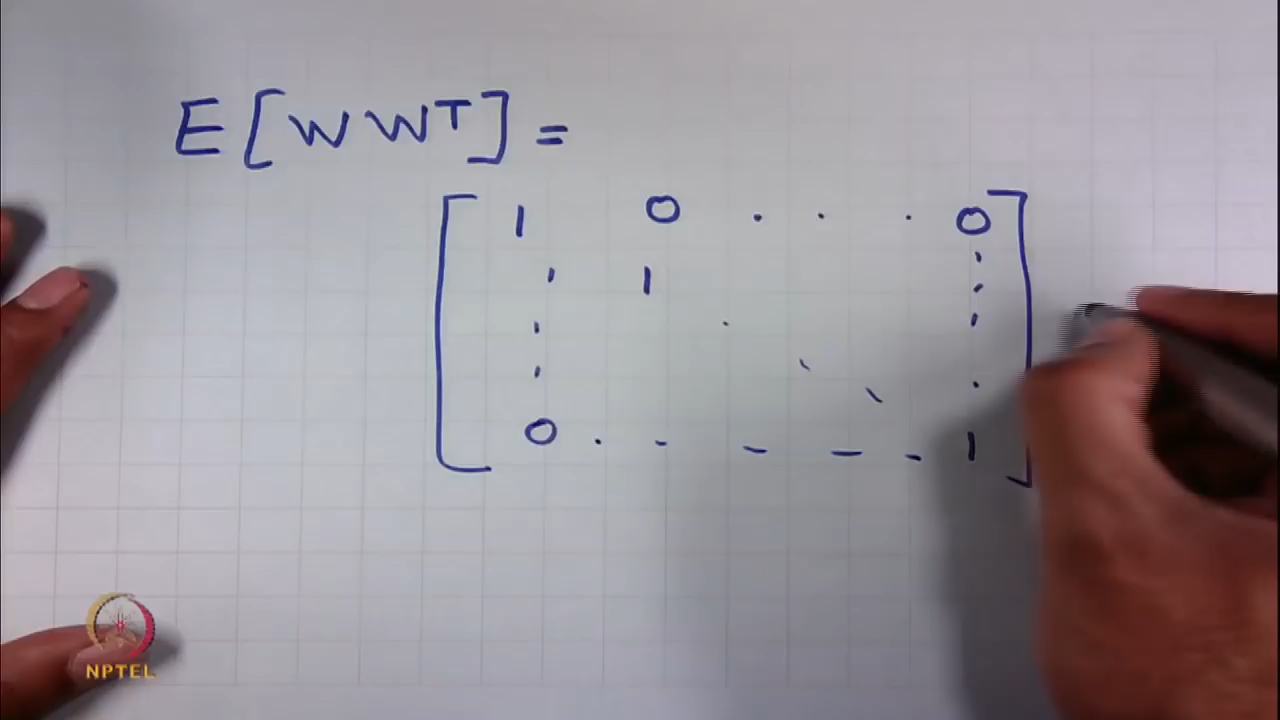 E[WWᵀ] =
[ 1 0 . . . 0
1
0 . - - - - 1 ]
NPTEL